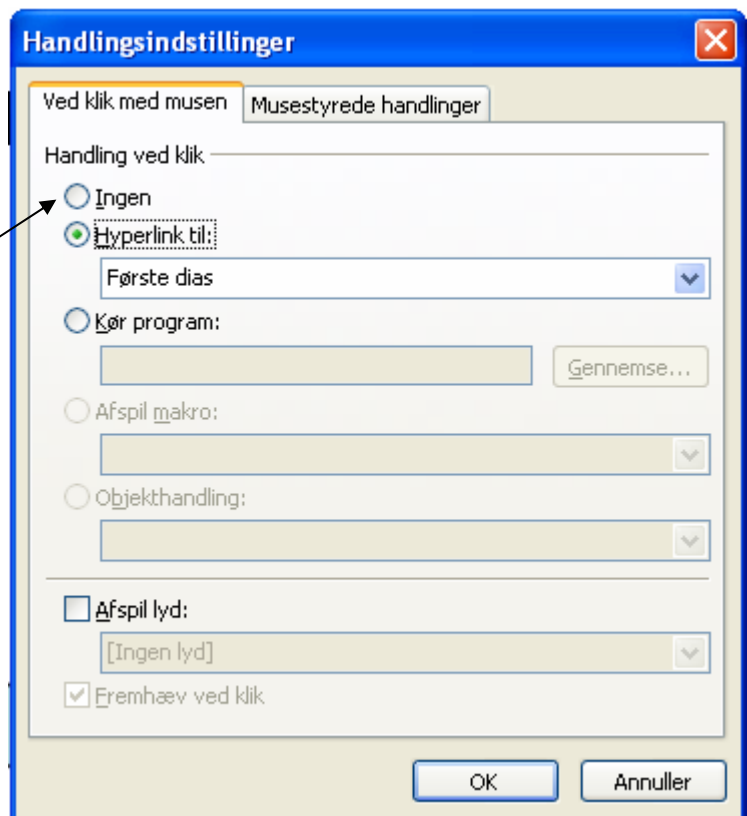 Handlingsindstillinger
Ved klik med musen
Musestyrede handlinger
Handling ved klik
Ingen
Hyperlink til:
Første dias
Kør program:
Gennemse...
Afspil makro:
Objekthandling:
Afspil lyd:
[Ingen lyd]
Fremhæv ved klik
OK
Annuller